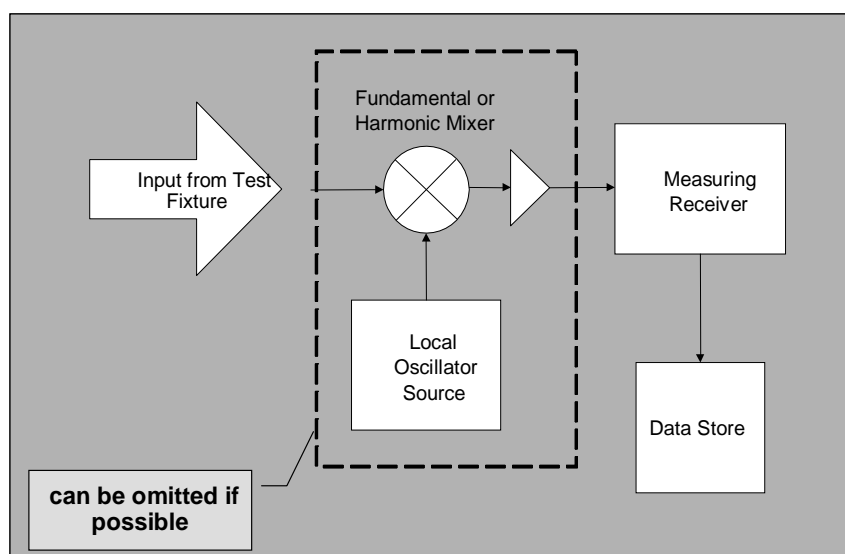 Fundamental or
Harmonic Mixer
Input from Test
Fixture
Measuring
Receiver
Local
Oscillator
Source
Data Store
can be omitted if
possible